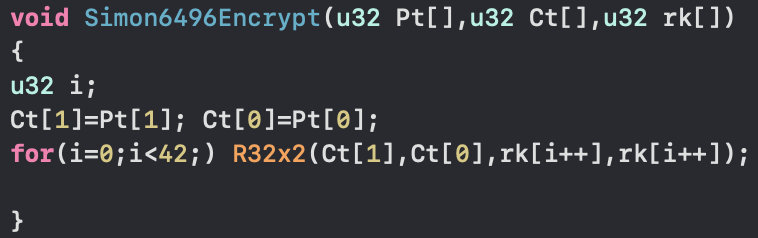 void Simon6496Encrypt(u32 Pt[],u32 Ct[],u32 rk[])
{
u32 i;
Ct[1]=Pt[1]; Ct[0]=Pt[0];
for(i=0;i<42;) R32x2(Ct[1],Ct[0],rk[i++],rk[i++]);
}